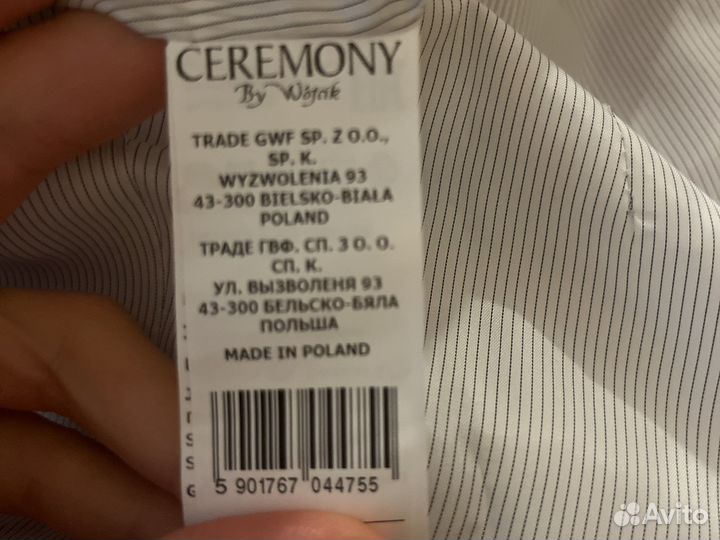 CEREMONY
By Wójcik
TRADE GWF SP. Z O.O.,
SP. K.
WYZWOLENIA 93
43-300 BIELSKO-BIAŁA
POLAND
ТРАДЕ ГВФ. СП. З О. О.
СП. К.
УЛ. ВЫЗВОЛЕНЯ 93
43-300 БЕЛЬСКО-БЯЛА
ПОЛЬША
MADE IN POLAND
5 901767 044755
Avito